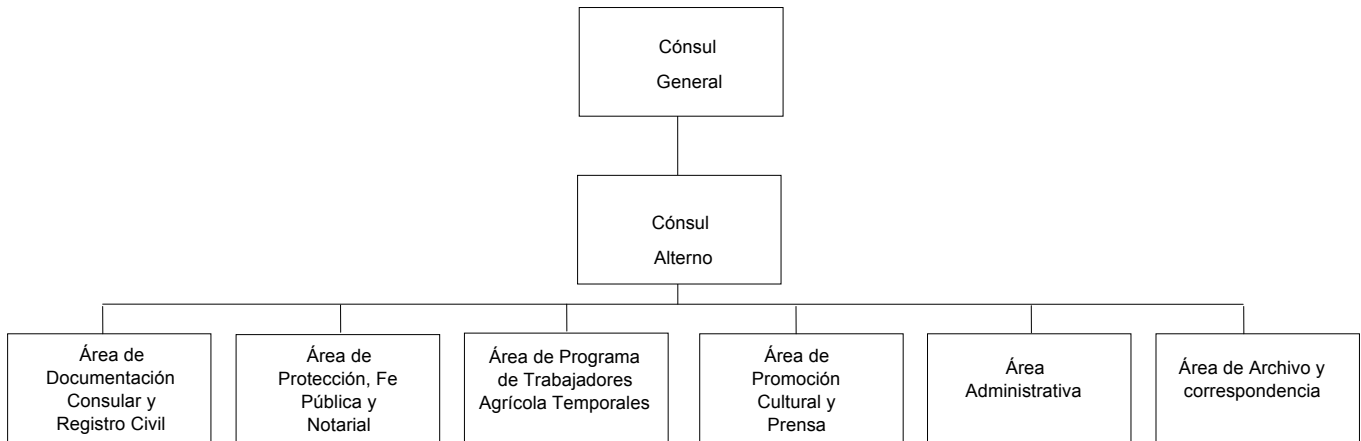 Cónsul
General
Cónsul
Alterno
Área de
Documentación
Consular y
Registro Civil
Área de
Protección, Fe
Pública y
Notarial
Área de Programa
de Trabajadores
Agrícola Temporales
Área de
Promoción
Cultural y
Prensa
Área
Administrativa
Área de Archivo y
correspondencia